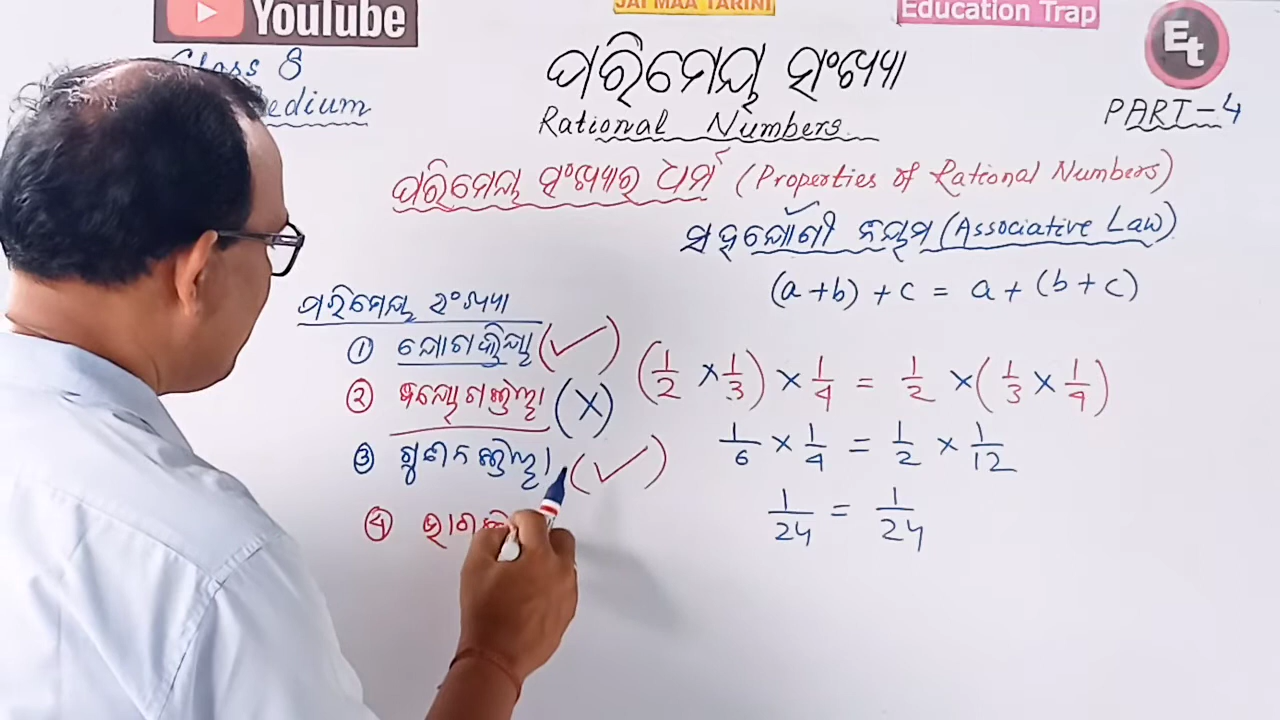 YouTube
JAI MAA TARINI
Education Trap
Et
Class 8
edium
ପରିମେୟ ସଂଖ୍ୟା
Rational Numbers
PART-4
ପରିମେୟ ସଂଖ୍ୟାର ଧର୍ମ (Properties of Rational Numbers)
ସହଯୋଗୀ ନିୟମ (Associative Law)
(a+b) + c = a + (b+c)
ପରିମେୟ ସଂଖ୍ୟା
① ଯୋଗକ୍ରିୟା (✓)
② ବିୟୋଗକ୍ରିୟା (×)
③ ଗୁଣନକ୍ରିୟା (✓)
④
(1/2 × 1/3) × 1/4 = 1/2 × (1/3 × 1/4)
1/6 × 1/4 = 1/2 × 1/12
1/24 = 1/24